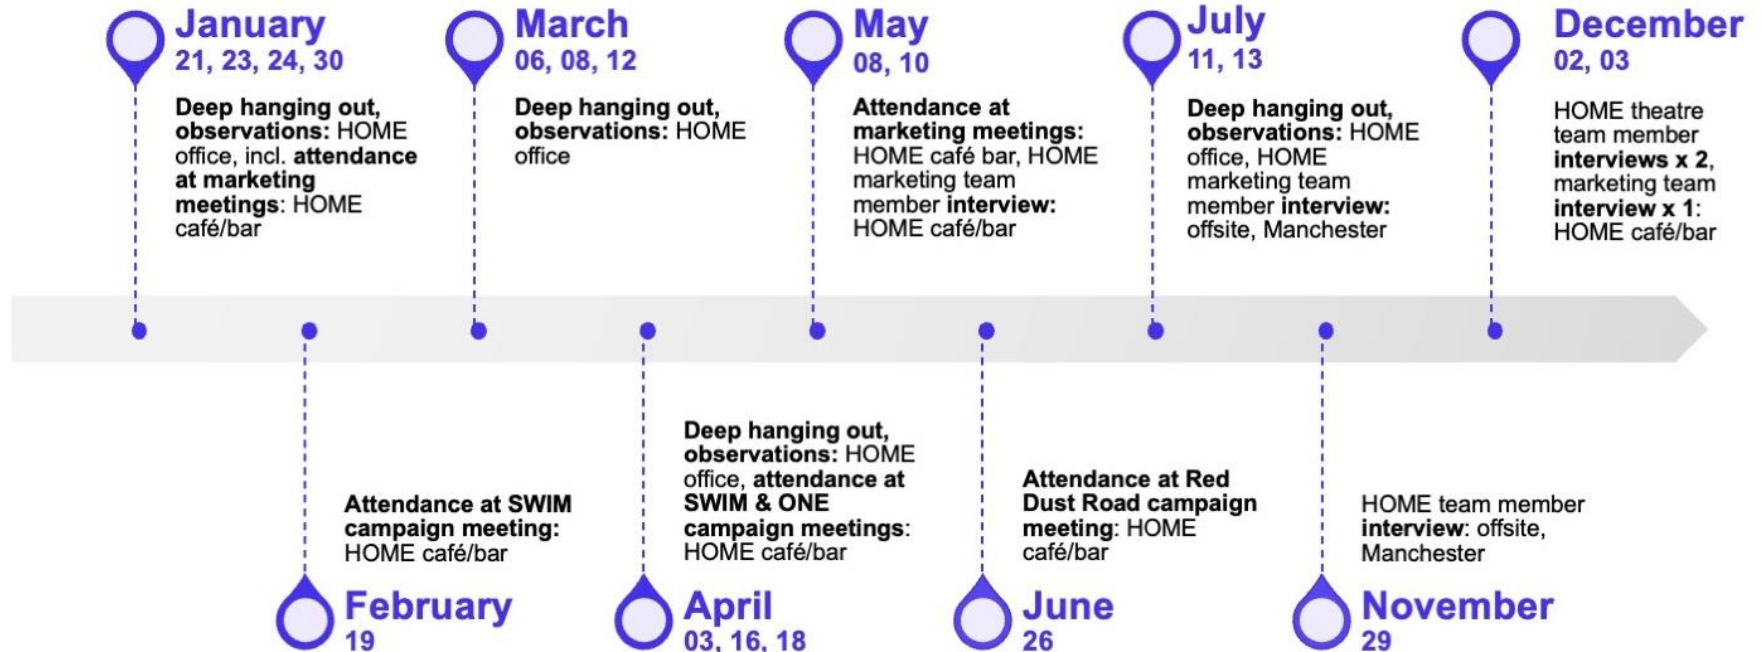 January
21, 23, 24, 30
Deep hanging out,
observations: HOME
office, incl. attendance
at marketing
meetings: HOME
café/bar
March
06, 08, 12
Deep hanging out,
observations: HOME
office
May
08, 10
Attendance at
marketing meetings:
HOME café bar, HOME
marketing team
member interview:
HOME café/bar
July
11, 13
Deep hanging out,
observations: HOME
office, HOME
marketing team
member interview:
offsite, Manchester
December
02, 03
HOME theatre
team member
interviews x 2,
marketing team
interview x 1:
HOME café/bar
Attendance at SWIM
campaign meeting:
HOME café/bar
February
19
Deep hanging out,
observations: HOME
office, attendance at
SWIM & ONE
campaign meetings:
HOME café/bar
April
03, 16, 18
Attendance at Red
Dust Road campaign
meeting: HOME
café/bar
June
26
HOME team member
interview: offsite,
Manchester
November
29